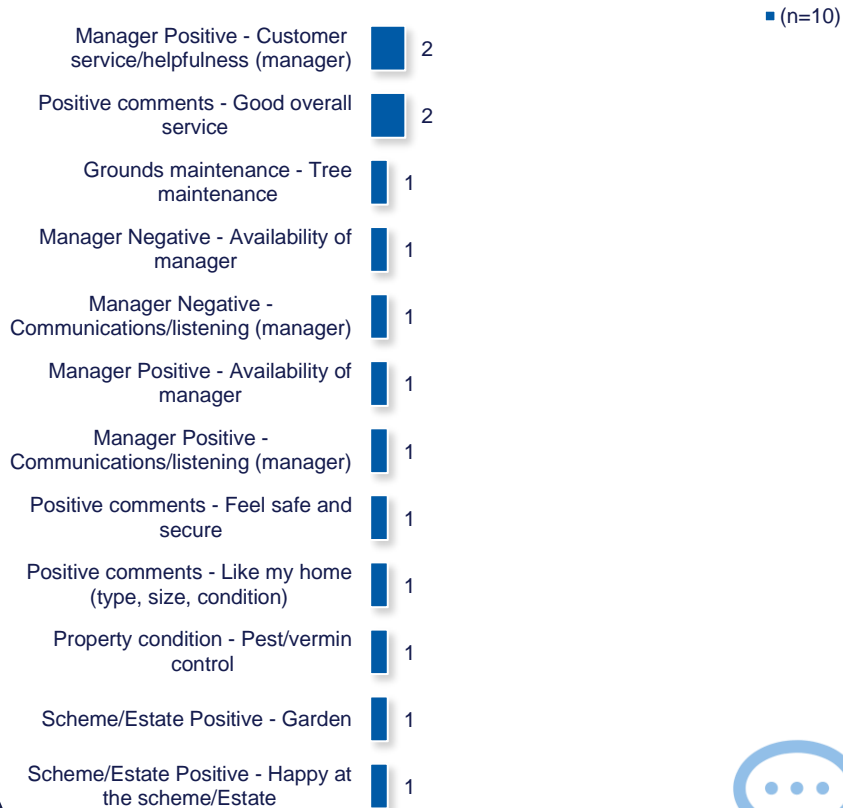 (n=10)
Manager Positive - Customer
service/helpfulness (manager)
2
Positive comments - Good overall
service
2
Grounds maintenance - Tree
maintenance
1
Manager Negative - Availability of
manager
1
Manager Negative -
Communications/listening (manager)
1
Manager Positive - Availability of
manager
1
Manager Positive -
Communications/listening (manager)
1
Positive comments - Feel safe and
secure
1
Positive comments - Like my home
(type, size, condition)
1
Property condition - Pest/vermin
control
1
Scheme/Estate Positive - Garden
1
Scheme/Estate Positive - Happy at
the scheme/Estate
1